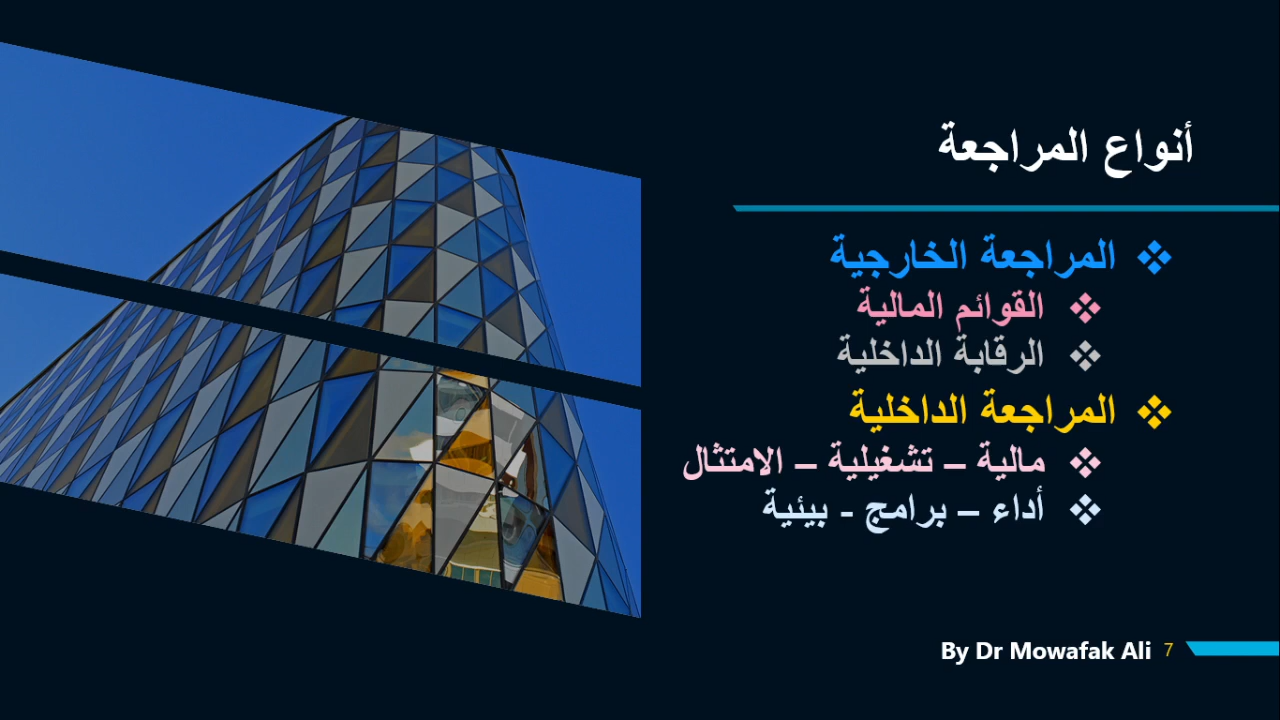 أنواع المراجعة
❖ المراجعة الخارجية
❖ القوائم المالية
❖ الرقابة الداخلية
❖ المراجعة الداخلية
❖ مالية – تشغيلية – الامتثال
❖ أداء – برامج - بيئية
By Dr Mowafak Ali 7